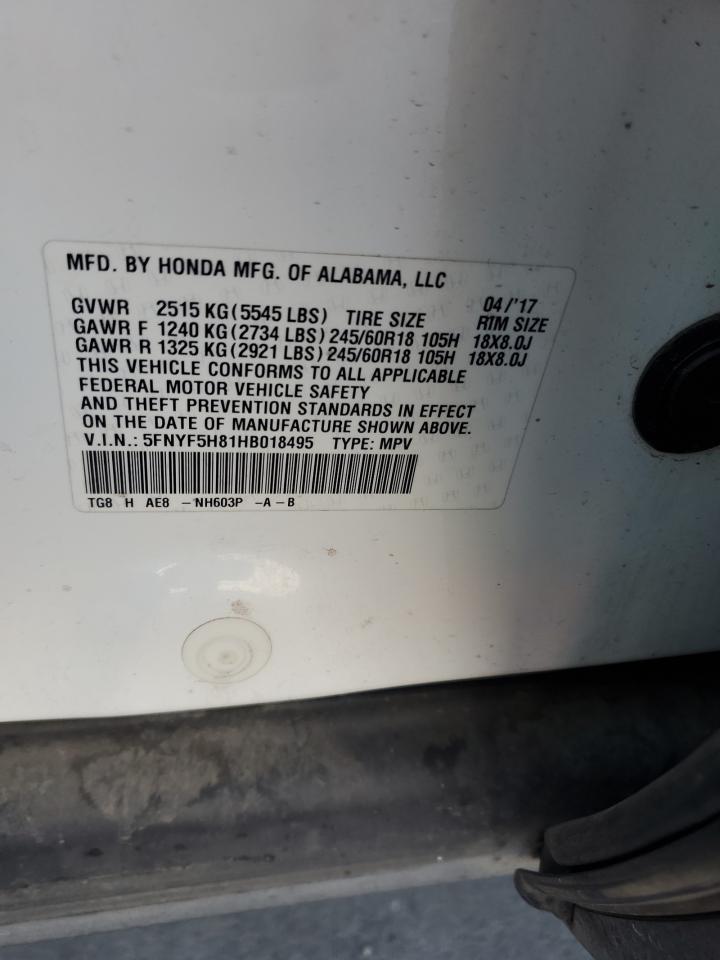 MFD. BY HONDA MFG. OF ALABAMA, LLC
04/'17
GVWR 2515 KG (5545 LBS) TIRE SIZE RIM SIZE
GAWR F 1240 KG (2734 LBS) 245/60R18 105H 18X8.0J
GAWR R 1325 KG (2921 LBS) 245/60R18 105H 18X8.0J
THIS VEHICLE CONFORMS TO ALL APPLICABLE
FEDERAL MOTOR VEHICLE SAFETY
AND THEFT PREVENTION STANDARDS IN EFFECT
ON THE DATE OF MANUFACTURE SHOWN ABOVE.
V.I.N.: 5FNYF5H81HB018495 TYPE: MPV
TG8 H AE8 -NH603P -A -B